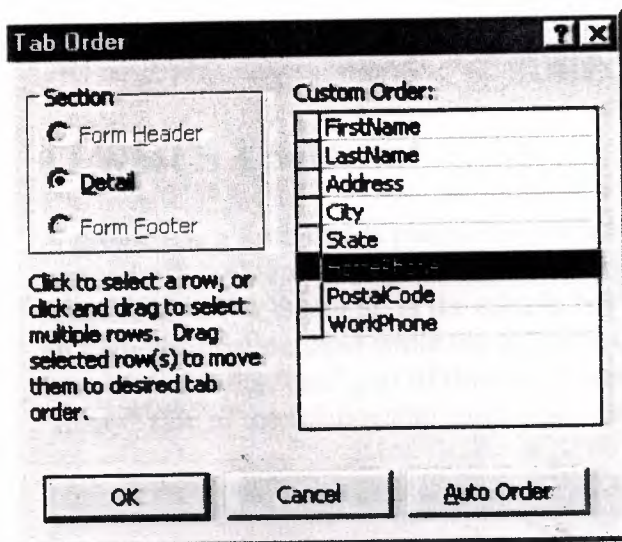 Tab Order
Section
Form Header
Detail
Form Footer
Click to select a row, or
click and drag to select
multiple rows. Drag
selected row(s) to move
them to desired tab
order.
Custom Order:
FirstName
LastName
Address
City
State
PostalCode
WorkPhone
OK
Cancel
Auto Order